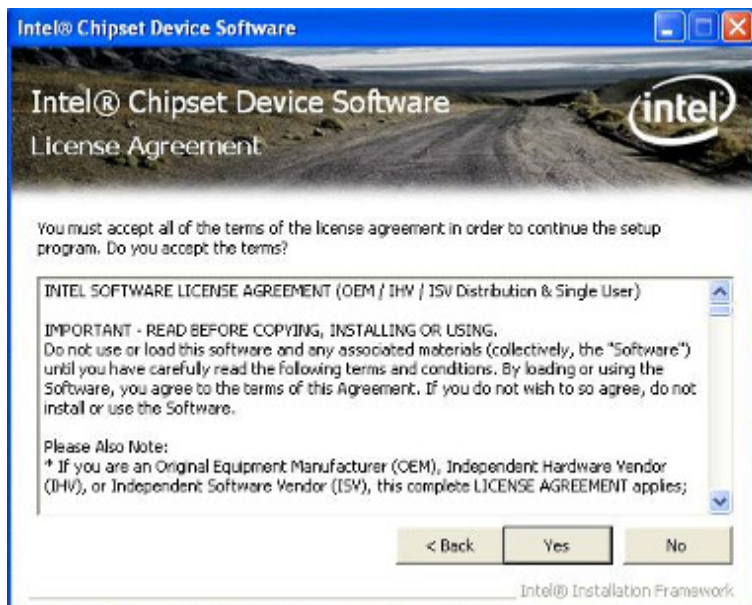 Intel® Chipset Device Software
Intel® Chipset Device Software
intel
License Agreement
You must accept all of the terms of the license agreement in order to continue the setup
program. Do you accept the terms?
INTEL SOFTWARE LICENSE AGREEMENT (OEM / IHV / ISV Distribution & Single User)
IMPORTANT - READ BEFORE COPYING, INSTALLING OR USING.
Do not use or load this software and any associated materials (collectively, the "Software")
until you have carefully read the following terms and conditions. By loading or using the
Software, you agree to the terms of this Agreement. If you do not wish to so agree, do not
install or use the Software.
Please Also Note:
* If you are an Original Equipment Manufacturer (OEM), Independent Hardware Vendor
(IHV), or Independent Software Vendor (ISV), this complete LICENSE AGREEMENT applies;
< Back Yes No
Intel® Installation Framework